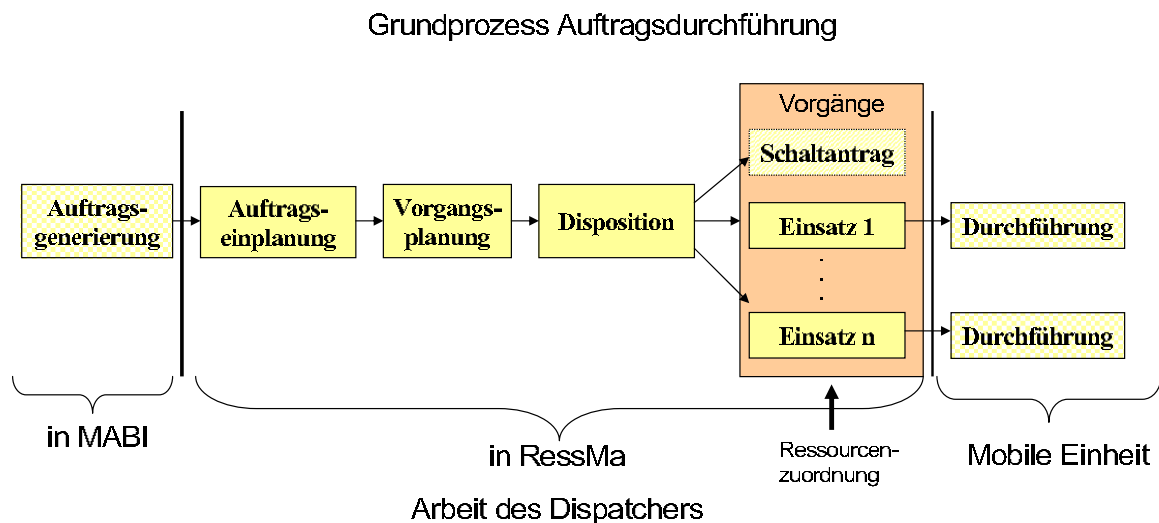 Grundprozess Auftragsdurchführung
Vorgänge
Schaltantrag
Auftrags-
generierung
Auftrags-
einplanung
Vorgangs-
planung
Disposition
Einsatz 1
Durchführung
Einsatz n
Durchführung
in MABI
in RessMa
Ressourcen-
zuordnung
Mobile Einheit
Arbeit des Dispatchers